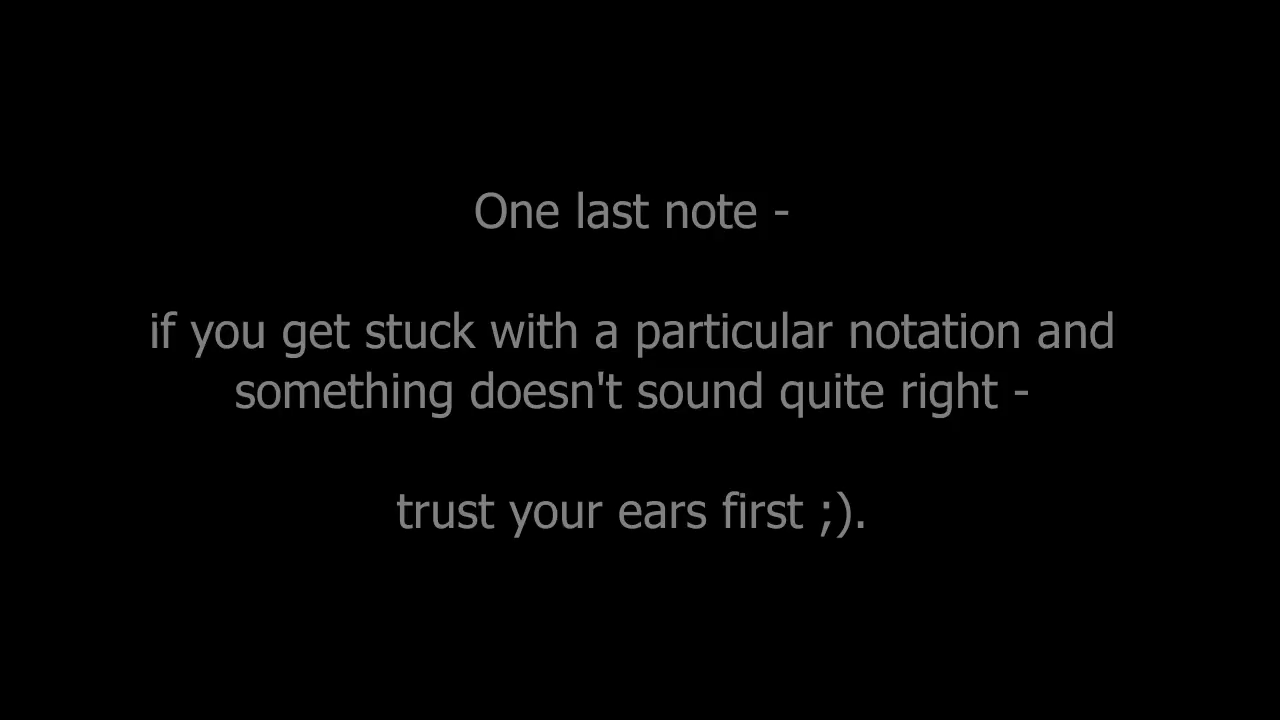 One last note -
if you get stuck with a particular notation and
something doesn't sound quite right -
trust your ears first ;).